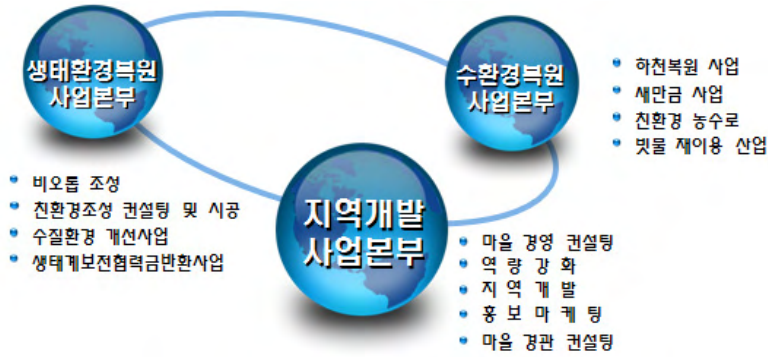 생태환경복원
사업본부
비오톱 조성
친환경조성 컨설팅 및 시공
수질환경 개선사업
생태계보전협력금반환사업
수환경복원
사업본부
하천복원 사업
새만금 사업
친환경 농수로
빗물 재이용 산업
지역개발
사업본부
마을 경영 컨설팅
역 량 강 화
지 역 개 발
홍 보 마 케 팅
마을 경관 컨설팅